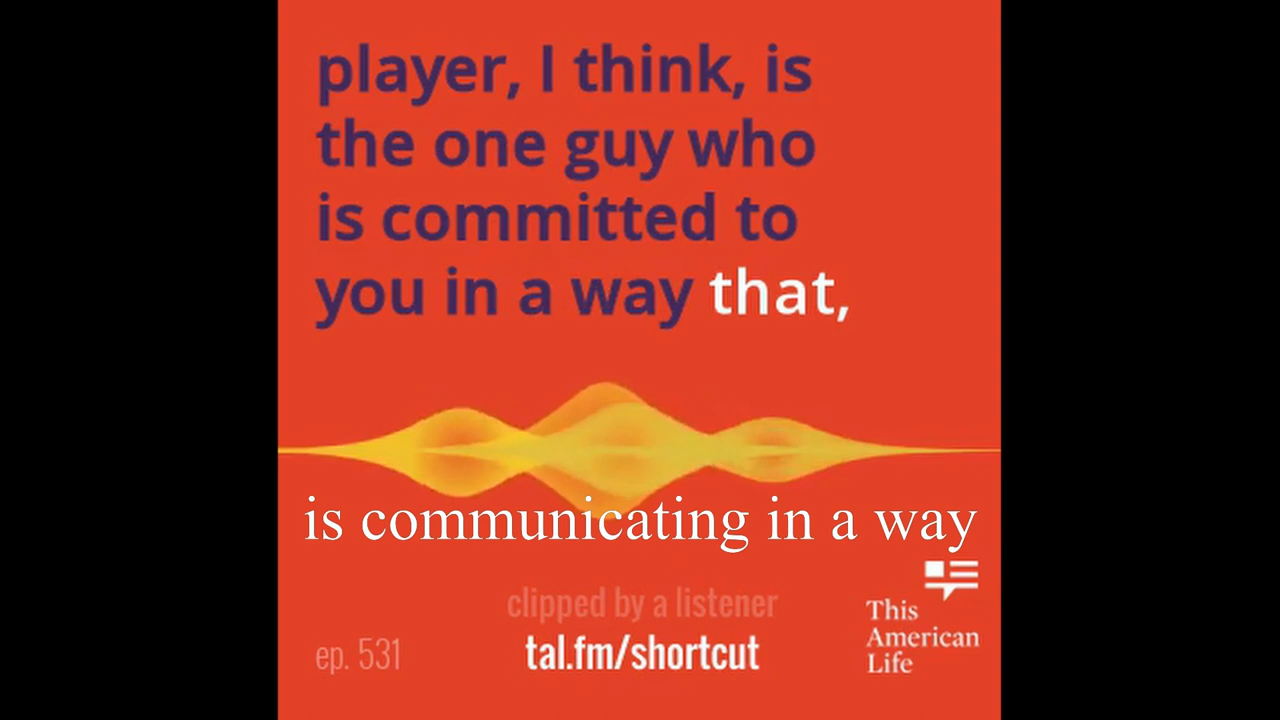 player, I think, is
the one guy who
is committed to
you in a way that,
is communicating in a way
clipped by a listener
ep. 531
tal.fm/shortcut
This
American
Life